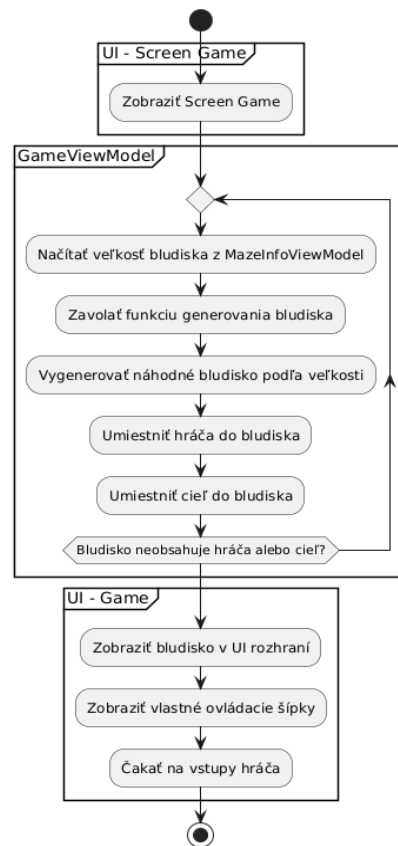 UI - Screen Game
Zobraziť Screen Game
GameViewModel
Načítať veľkosť bludiska z MazeInfoViewModel
Zavolať funkciu generovania bludiska
Vygenerovať náhodné bludisko podľa veľkosti
Umiestniť hráča do bludiska
Umiestniť cieľ do bludiska
Bludisko neobsahuje hráča alebo cieľ?
UI - Game
Zobraziť bludisko v UI rozhraní
Zobraziť vlastné ovládacie šípky
Čakať na vstupy hráča